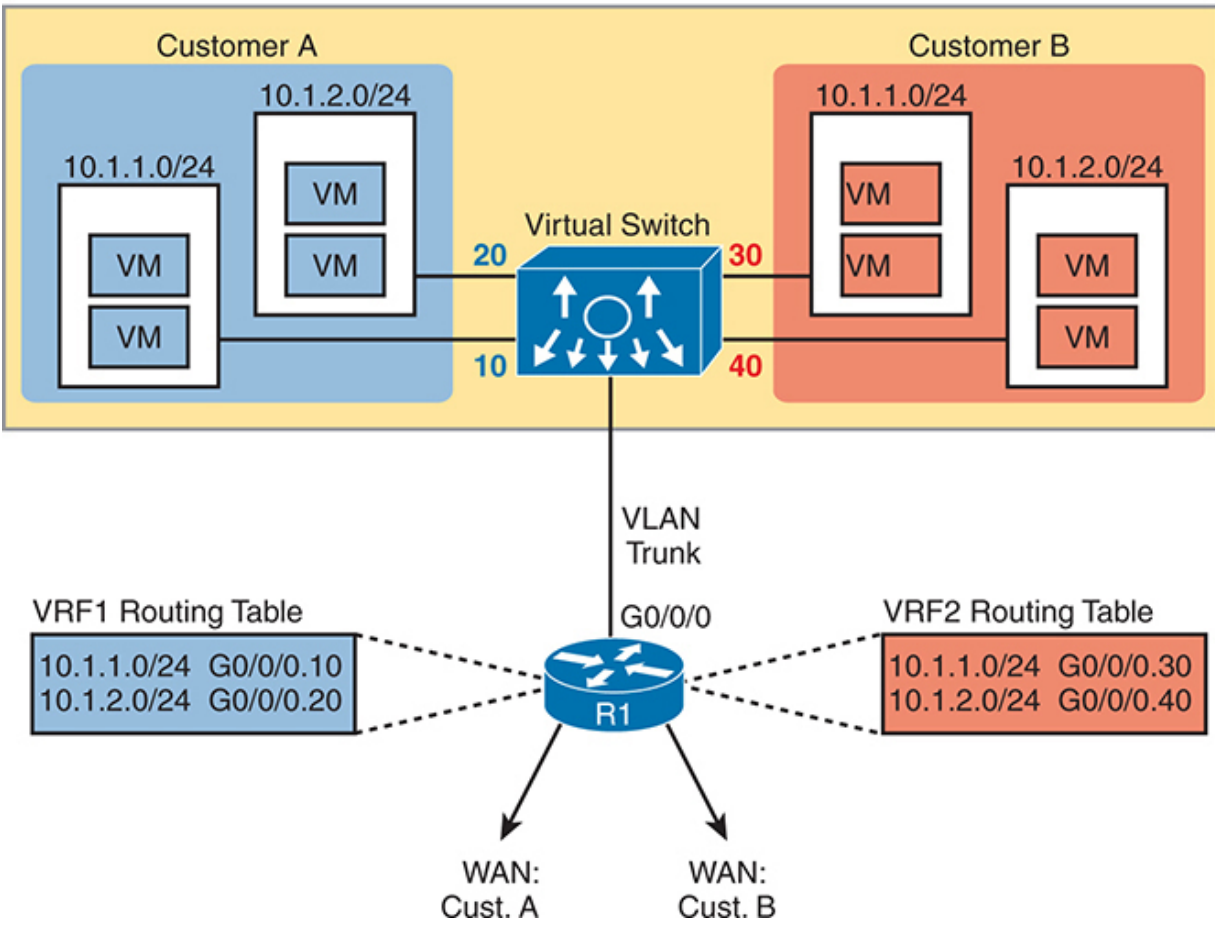 Customer A
Customer B
10.1.2.0/24
10.1.1.0/24
10.1.1.0/24
10.1.2.0/24
VM
VM
VM
VM
Virtual Switch
20
10
30
40
VM
VM
VM
VM
VLAN
Trunk
G0/0/0
VRF1 Routing Table
10.1.1.0/24 G0/0/0.10
10.1.2.0/24 G0/0/0.20
VRF2 Routing Table
10.1.1.0/24 G0/0/0.30
10.1.2.0/24 G0/0/0.40
R1
WAN:
Cust. A
WAN:
Cust. B